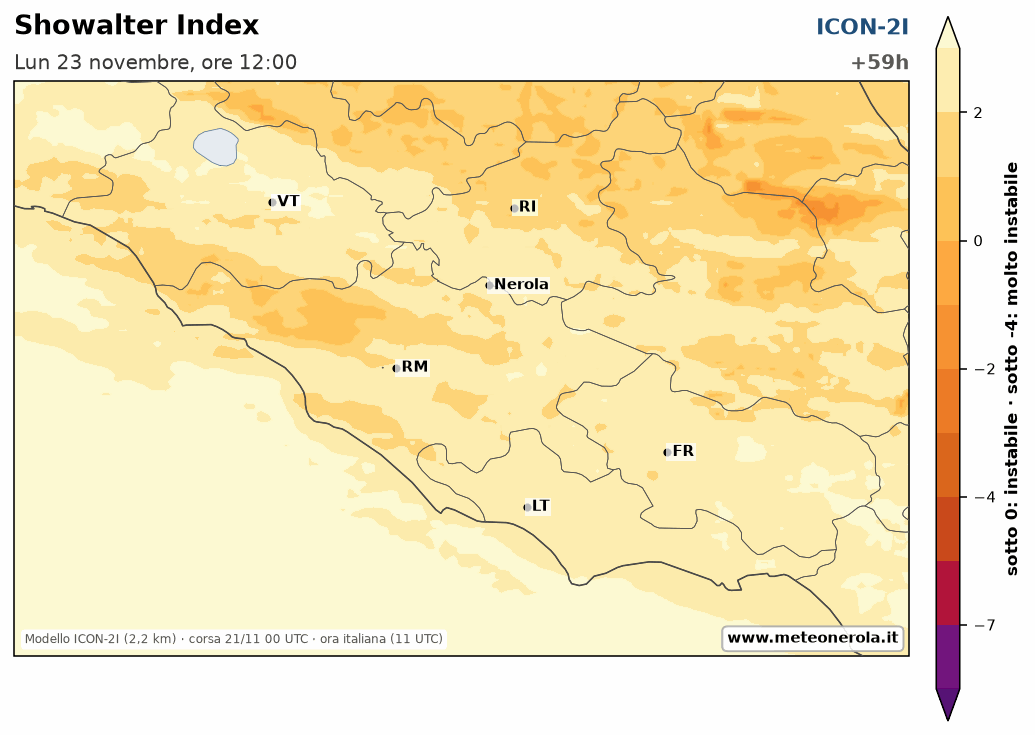 Showalter Index
ICON-2I
Lun 23 novembre, ore 12:00
+59h
VT
RI
Nerola
RM
FR
LT
2
0
−2
−4
−7
sotto 0: instabile · sotto -4: molto instabile
Modello ICON-2I (2,2 km) · corsa 21/11 00 UTC · ora italiana (11 UTC)
www.meteonerola.it